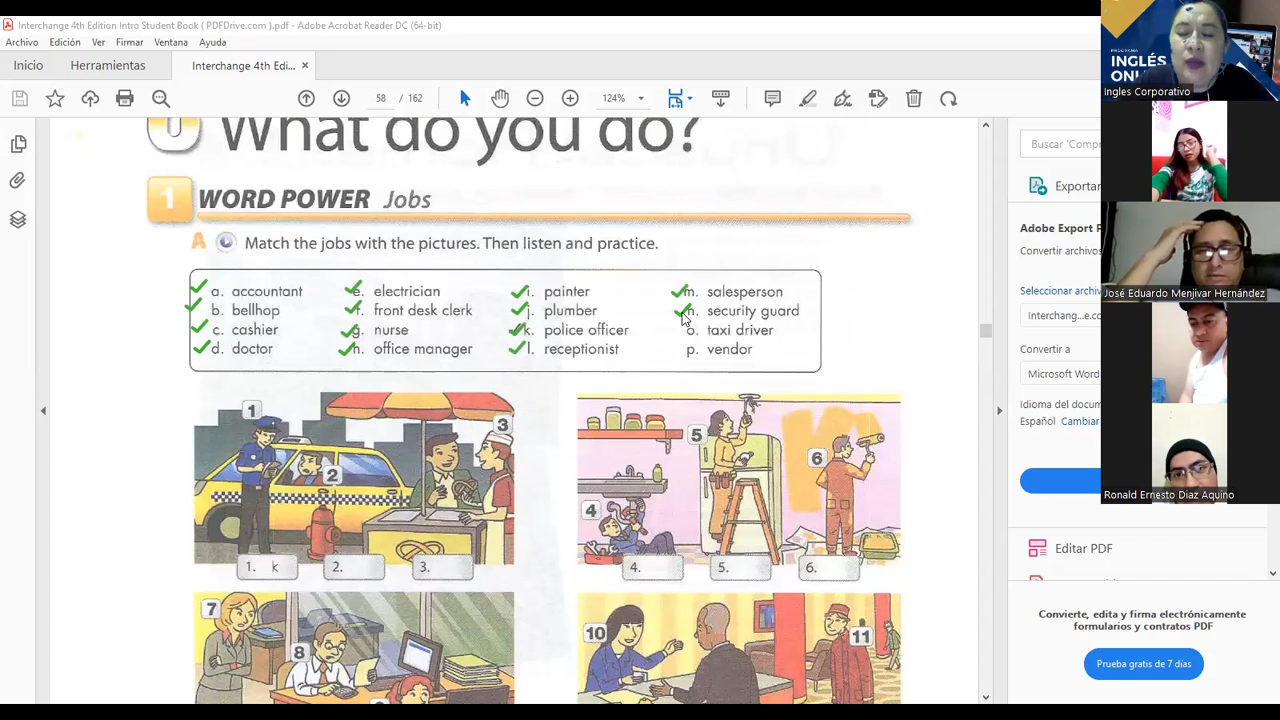 Interchange 4th Edition Intro Student Book ( PDFDrive.com ).pdf - Adobe Acrobat Reader DC (64-bit)
Archivo Edición Ver Firmar Ventana Ayuda
Inicio Herramientas Interchange 4th Edi... ×
58 / 162 124%
What do you do?
1 WORD POWER Jobs
A Match the jobs with the pictures. Then listen and practice.
a. accountant e. electrician i. painter m. salesperson
b. bellhop f. front desk clerk j. plumber n. security guard
c. cashier g. nurse k. police officer o. taxi driver
d. doctor h. office manager l. receptionist p. vendor
1 2 3 4 5 6
1. k 2. 3. 4. 5. 6.
7 8 10 11
Buscar 'Comp
Exportar
Adobe Export P
Convertir archivos
Seleccionar archiv
Interchang...e.co
Convertir a
Microsoft Word
Idioma del docum
Español Cambiar
Editar PDF
Convierte, edita y firma electrónicamente
formularios y contratos PDF
Prueba gratis de 7 días
PROGRAMA
INGLÉS
ONL
Ingles Corporativo
José Eduardo Menjivar Hernández
Ronald Ernesto Diaz Aquino